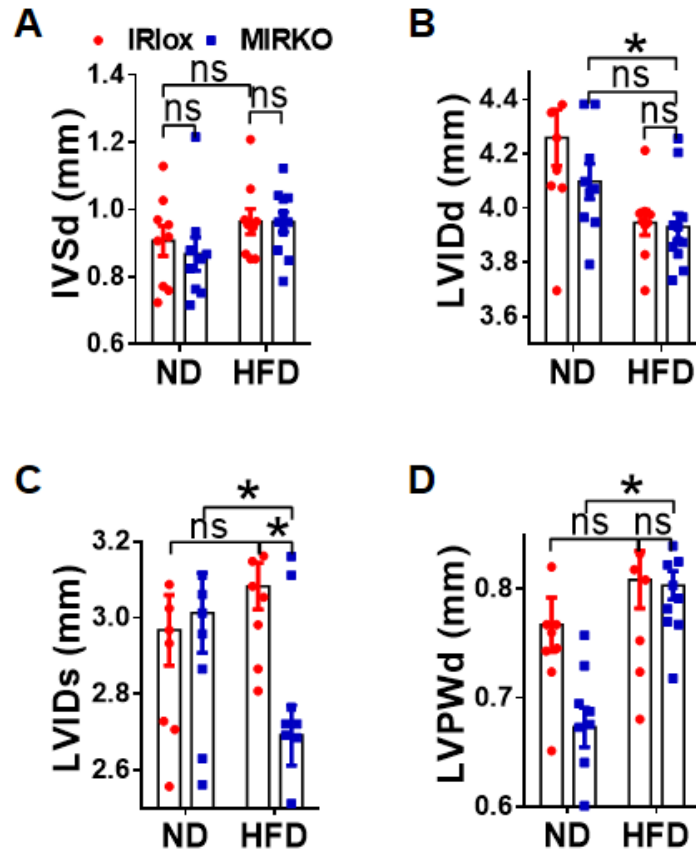 A
IRlox MIRKO
ns
ns
ns
IVSd (mm)
1.4
1.2
1.0
0.8
0.6
ND HFD
B
*
ns
ns
LVIDd (mm)
4.4
4.2
4.0
3.8
3.6
ND HFD
C
*
ns *
LVIDs (mm)
3.2
3.0
2.8
2.6
ND HFD
D
*
ns ns
LVPWd (mm)
0.8
0.7
0.6
ND HFD